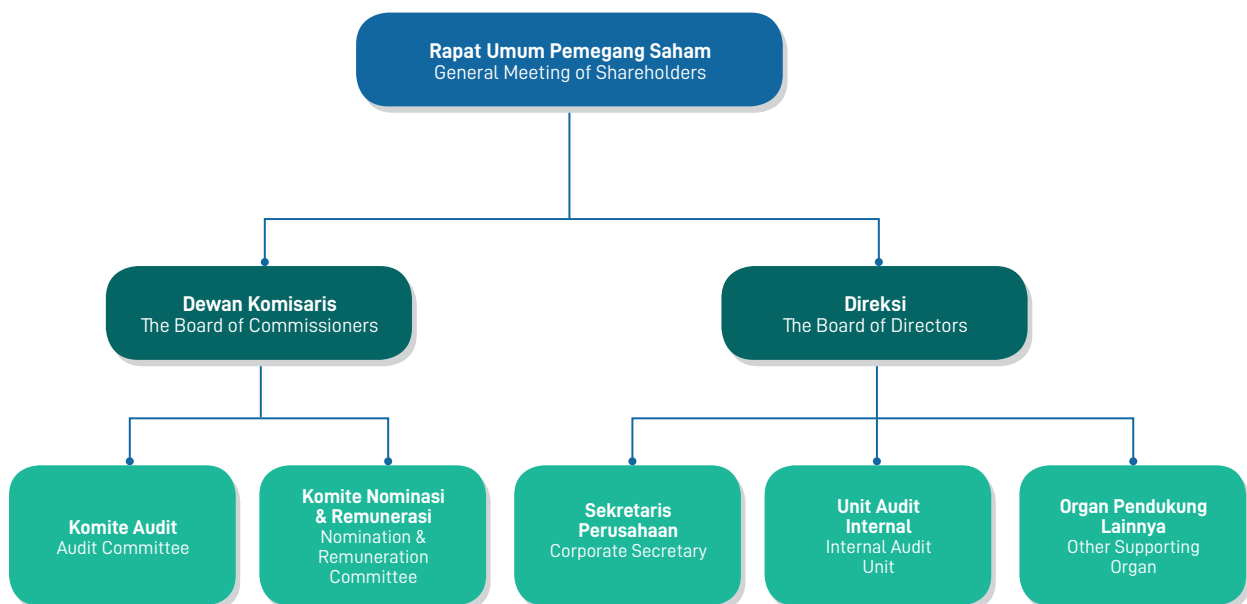 Rapat Umum Pemegang Saham
General Meeting of Shareholders
Dewan Komisaris
The Board of Commissioners
Direksi
The Board of Directors
Komite Audit
Audit Committee
Komite Nominasi
& Remunerasi
Nomination &
Remuneration
Committee
Sekretaris
Perusahaan
Corporate Secretary
Unit Audit
Internal
Internal Audit
Unit
Organ Pendukung
Lainnya
Other Supporting
Organ